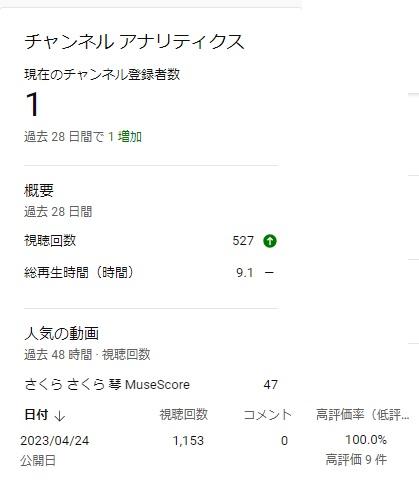 チャンネル アナリティクス
現在のチャンネル登録者数
1
過去 28 日間で 1 増加
概要
過去 28 日間
視聴回数 527
総再生時間（時間） 9.1 —
人気の動画
過去 48 時間 · 視聴回数
さくら さくら 琴 MuseScore 47
日付 ↓ 視聴回数 コメント 高評価率（低評...
2023/04/24 1,153 0 100.0%
公開日 高評価 9 件